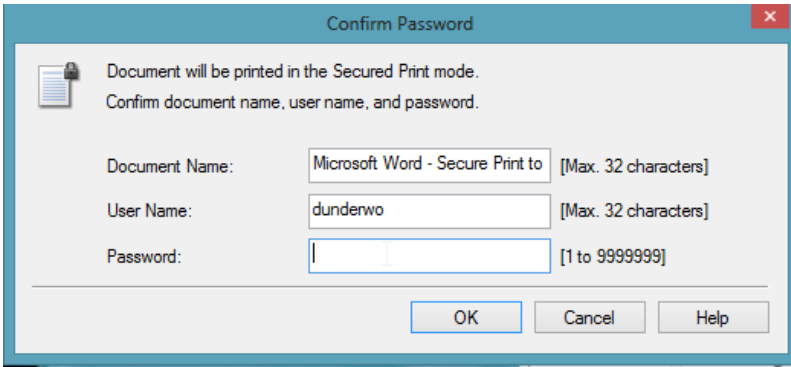 Confirm Password
Document will be printed in the Secured Print mode.
Confirm document name, user name, and password.
Document Name: Microsoft Word - Secure Print to [Max. 32 characters]
User Name: dunderwo [Max. 32 characters]
Password: [1 to 9999999]
OK Cancel Help